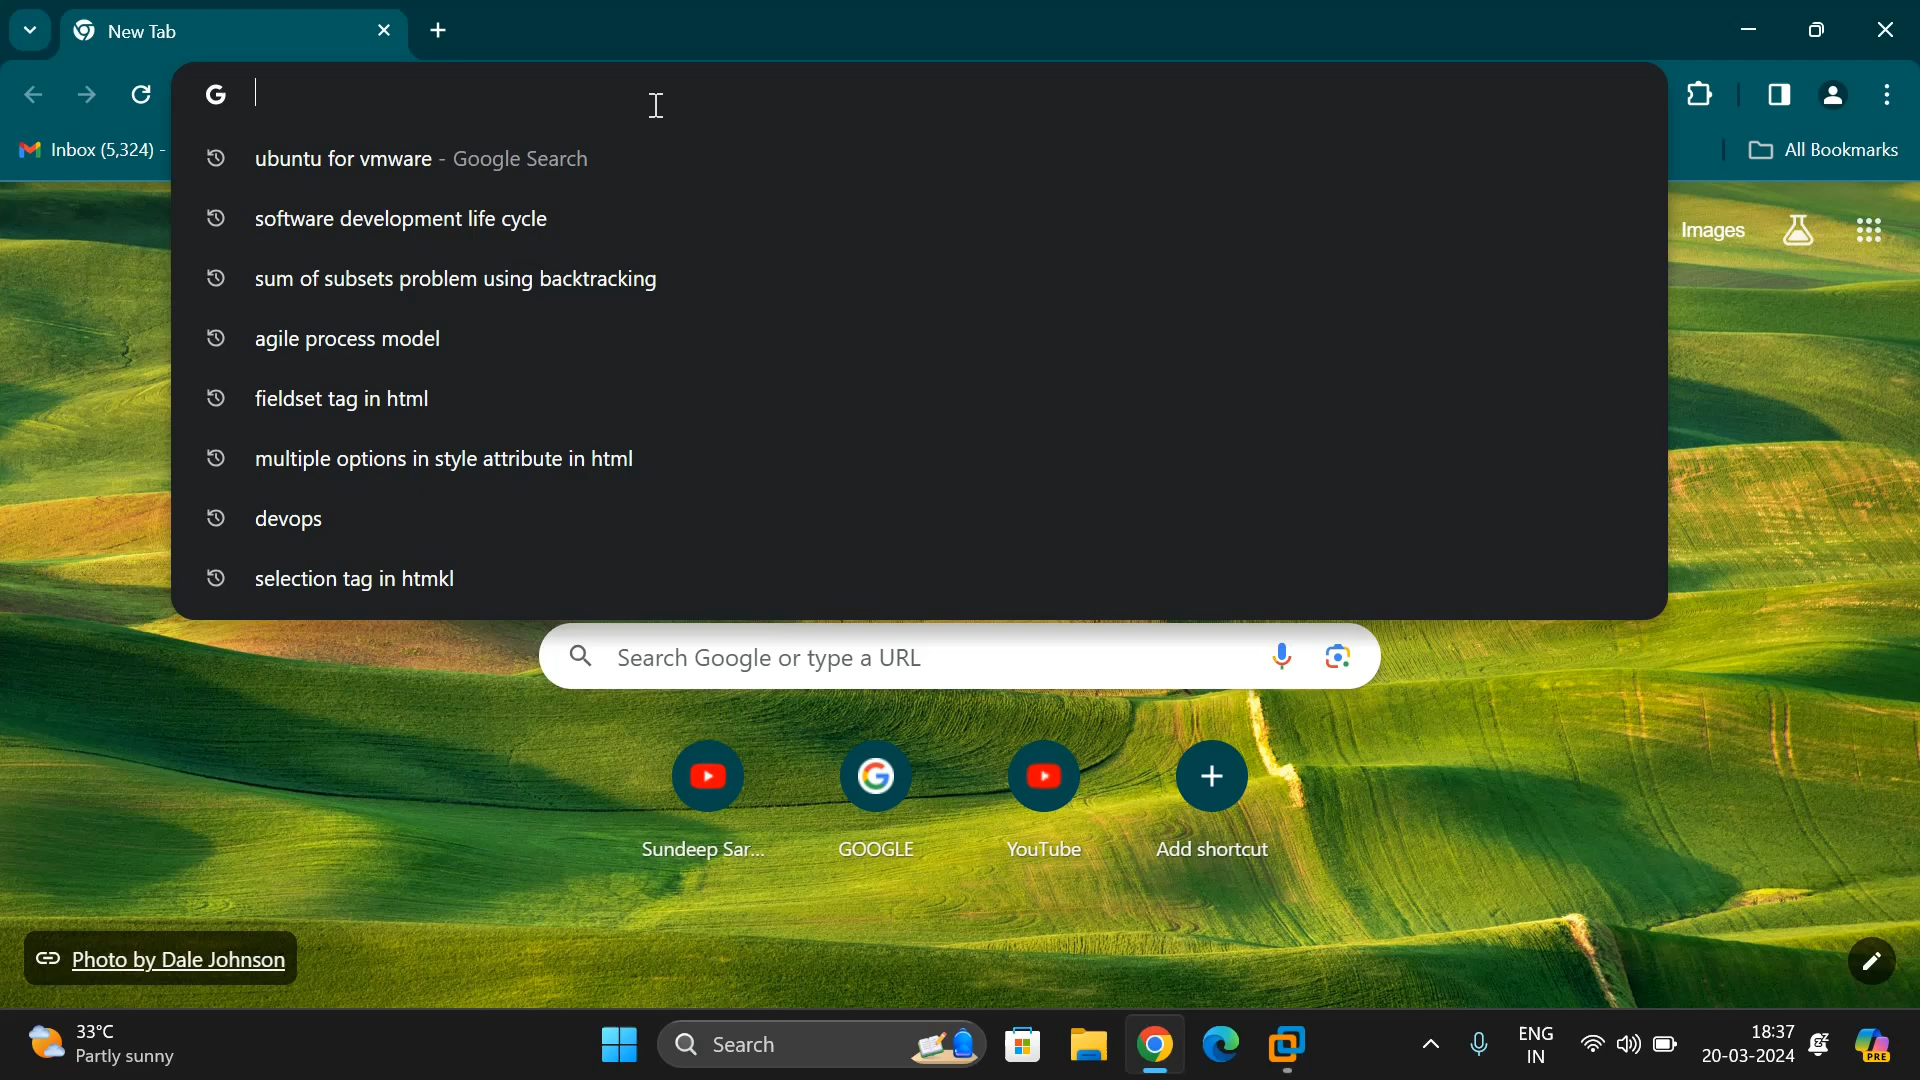 New Tab
Inbox (5,324) -
All Bookmarks
ubuntu for vmware - Google Search
software development life cycle
sum of subsets problem using backtracking
agile process model
fieldset tag in html
multiple options in style attribute in html
devops
selection tag in htmkl
Images
Search Google or type a URL
Sundeep Sar...
GOOGLE
YouTube
Add shortcut
Photo by Dale Johnson
33°C
Partly sunny
Search
ENG
IN
18:37
20-03-2024
PRE